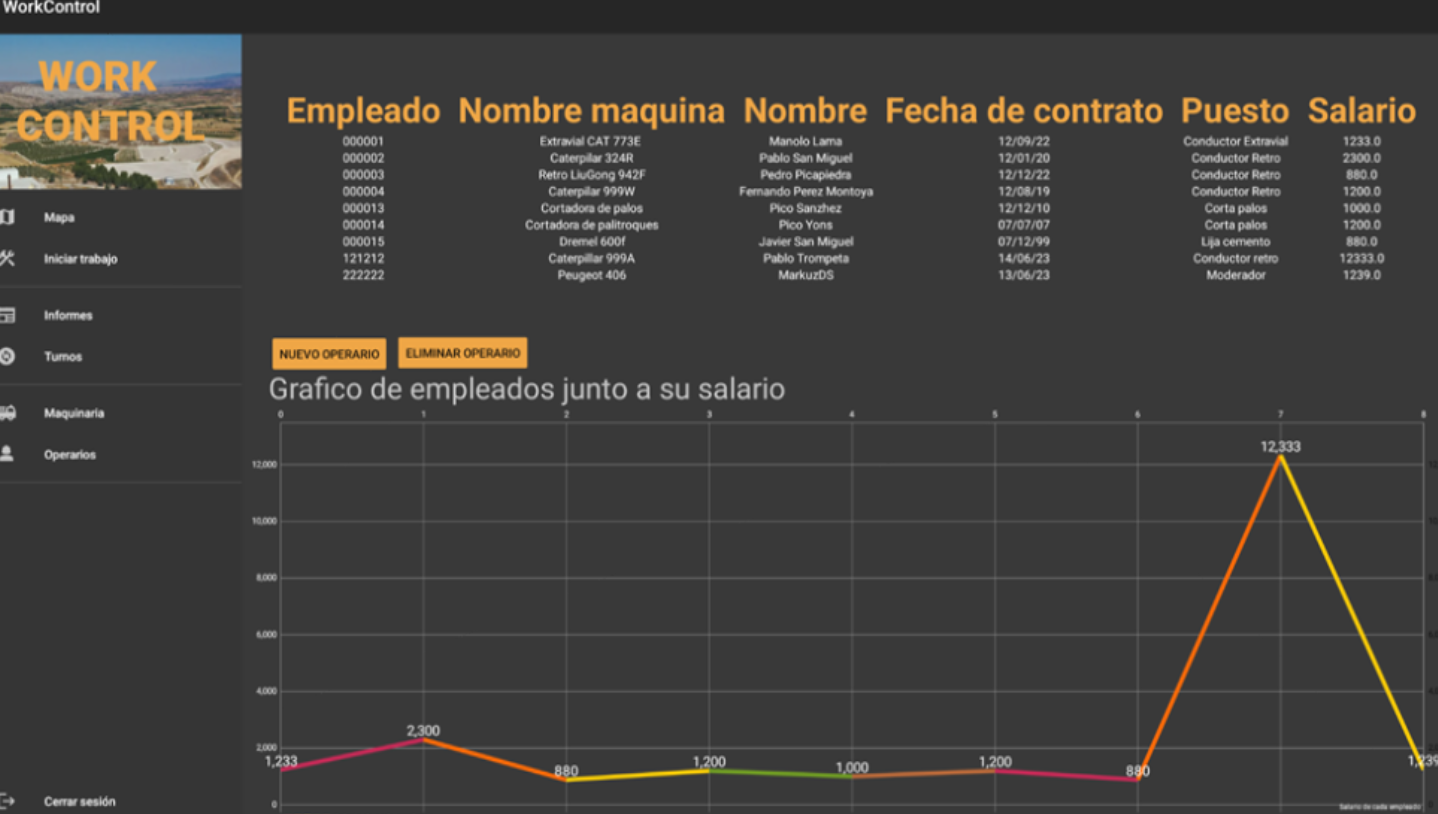 WorkControl
WORK
CONTROL
Mapa
Iniciar trabajo
Informes
Turnos
Maquinaria
Operarios
Cerrar sesión
Empleado Nombre maquina Nombre Fecha de contrato Puesto Salario
000001 Extravial CAT 773E Manolo Lama 12/09/22 Conductor Extravial 1233.0
000002 Caterpilar 324R Pablo San Miguel 12/01/20 Conductor Retro 2300.0
000003 Retro LiuGong 942F Pedro Picapiedra 12/12/22 Conductor Retro 880.0
000004 Caterpilar 999W Fernando Perez Montoya 12/08/19 Conductor Retro 1200.0
000013 Cortadora de palos Pico Sanzhez 12/12/10 Corta palos 1000.0
000014 Cortadora de palitroques Pico Yons 07/07/07 Corta palos 1200.0
000015 Dremel 600f Javier San Miguel 07/12/99 Lija cemento 880.0
121212 Caterpillar 999A Pablo Trompeta 14/06/23 Conductor retro 12333.0
222222 Peugeot 406 MarkuzDS 13/06/23 Moderador 1239.0
NUEVO OPERARIO ELIMINAR OPERARIO
Grafico de empleados junto a su salario
0 1 2 3 4 5 6 7 8
12,333
12,000
10,000
8,000
6,000
4,000
2,300
2,000
1,233 880 1,200 1,000 1,200 880 1,239
0
Salario de cada empleado